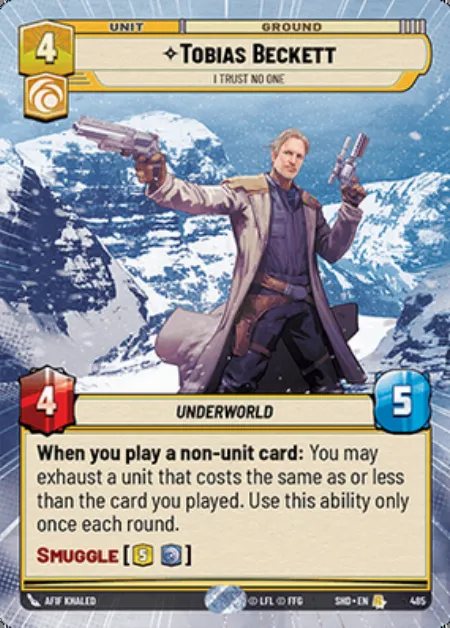 4
UNIT GROUND
TOBIAS BECKETT
I TRUST NO ONE
4
UNDERWORLD
5
When you play a non-unit card: You may
exhaust a unit that costs the same as or less
than the card you played. Use this ability only
once each round.
SMUGGLE [5 ]
AFIF KHALED © LFL © FFG SHD • EN 485